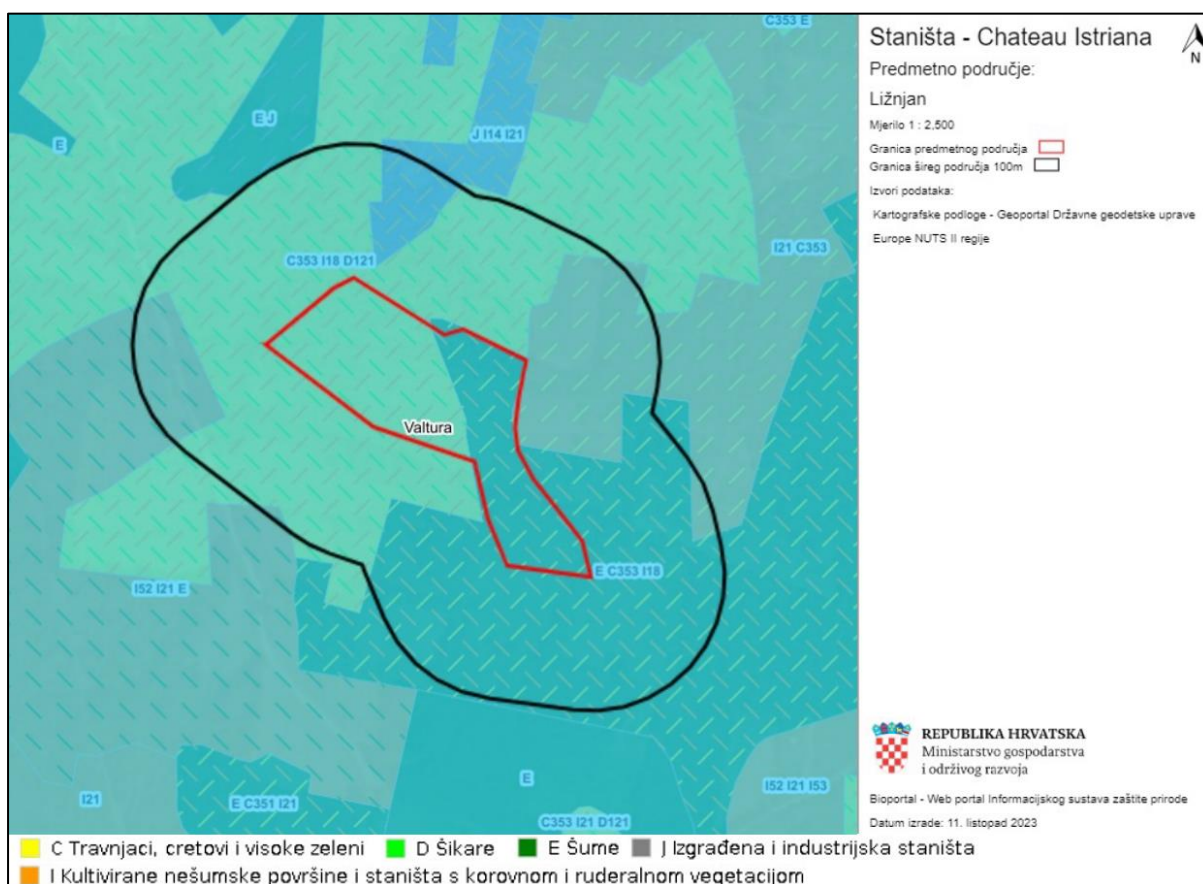 C353 E
E J
E
J I14 I21
I21 C353
C353 I18 D121
Valtura
E C353 I18
I52 I21 E
E
I21
E C351 I21
C353 I21 D121
I52 I21 I53
Staništa - Chateau Istriana
N
Predmetno područje:
Ližnjan
Mjerilo 1 : 2,500
Granica predmetnog područja
Granica šireg područja 100m
Izvori podataka:
Kartografske podloge - Geoportal Državne geodetske uprave
Europe NUTS II regije
REPUBLIKA HRVATSKA
Ministarstvo gospodarstva
i održivog razvoja
Bioportal - Web portal Informacijskog sustava zaštite prirode
Datum izrade: 11. listopad 2023
C Travnjaci, cretovi i visoke zeleni D Šikare E Šume J Izgrađena i industrijska staništa
I Kultivirane nešumske površine i staništa s korovnom i ruderalnom vegetacijom